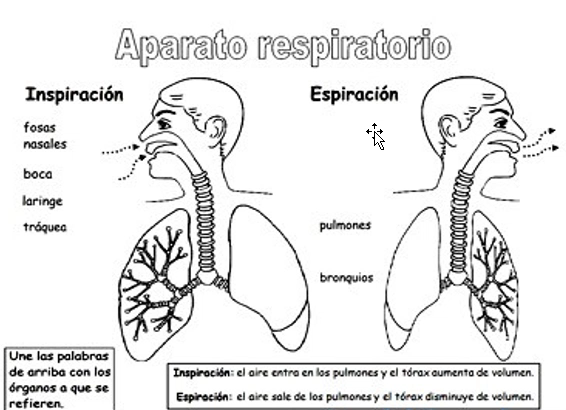 Aparato respiratorio
Inspiración
Espiración
fosas
nasales
boca
laringe
tráquea
pulmones
bronquios
Une las palabras
de arriba con los
órganos a que se
refieren.
Inspiración: el aire entra en los pulmones y el tórax aumenta de volumen.
Espiración: el aire sale de los pulmones y el tórax disminuye de volumen.